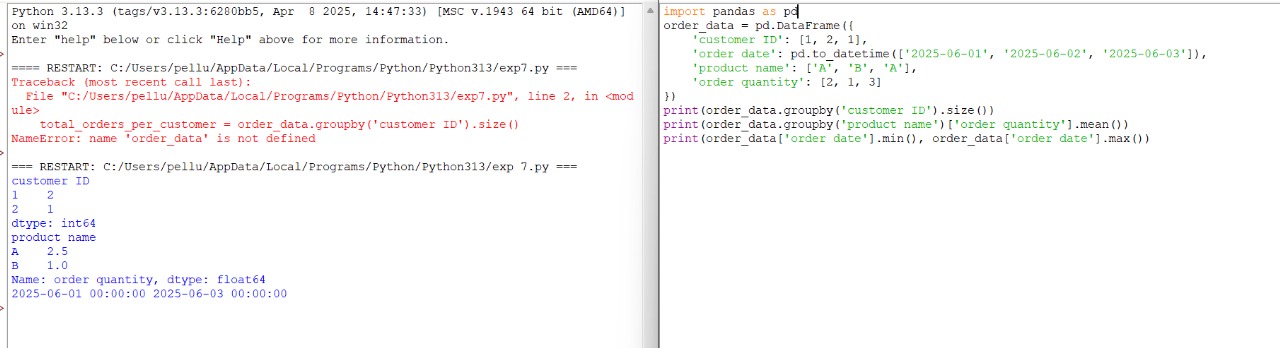 Python 3.13.3 (tags/v3.13.3:6280bb5, Apr  8 2025, 14:47:33) [MSC v.1943 64 bit (AMD64)]
on win32
Enter "help" below or click "Help" above for more information.
==== RESTART: C:/Users/pellu/AppData/Local/Programs/Python/Python313/exp7.py ===
Traceback (most recent call last):
  File "C:/Users/pellu/AppData/Local/Programs/Python/Python313/exp7.py", line 2, in <mod
ule>
    total_orders_per_customer = order_data.groupby('customer ID').size()
NameError: name 'order_data' is not defined
=== RESTART: C:/Users/pellu/AppData/Local/Programs/Python/Python313/exp 7.py ===
customer ID
1    2
2    1
dtype: int64
product name
A    2.5
B    1.0
Name: order quantity, dtype: float64
2025-06-01 00:00:00 2025-06-03 00:00:00
import pandas as pd
order_data = pd.DataFrame({
    'customer ID': [1, 2, 1],
    'order date': pd.to_datetime(['2025-06-01', '2025-06-02', '2025-06-03']),
    'product name': ['A', 'B', 'A'],
    'order quantity': [2, 1, 3]
})
print(order_data.groupby('customer ID').size())
print(order_data.groupby('product name')['order quantity'].mean())
print(order_data['order date'].min(), order_data['order date'].max())